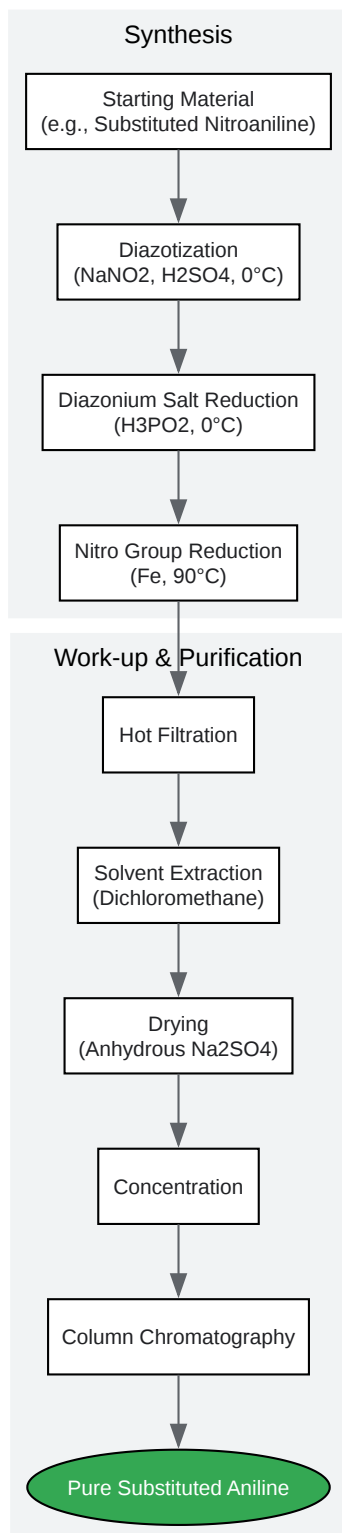 Synthesis
Starting Material
(e.g., Substituted Nitroaniline)
Diazotization
(NaNO2, H2SO4, 0°C)
Diazonium Salt Reduction
(H3PO2, 0°C)
Nitro Group Reduction
(Fe, 90°C)
Work-up & Purification
Hot Filtration
Solvent Extraction
(Dichloromethane)
Drying
(Anhydrous Na2SO4)
Concentration
Column Chromatography
Pure Substituted Aniline